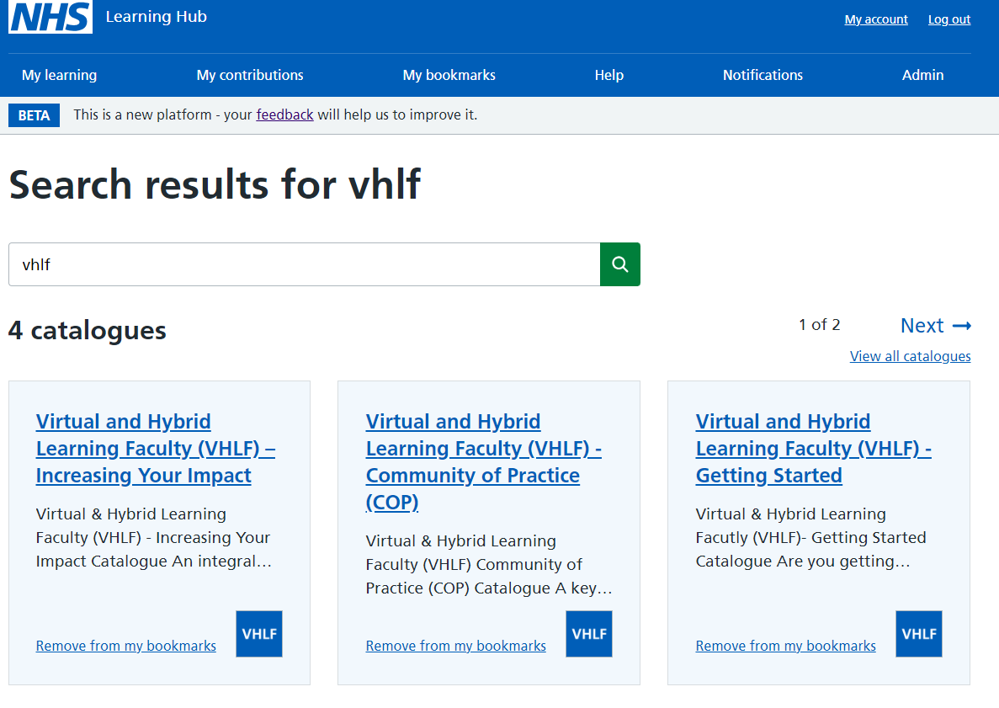 NHS Learning Hub
My account Log out
My learning My contributions My bookmarks Help Notifications Admin
BETA This is a new platform - your feedback will help us to improve it.
Search results for vhlf
vhlf
4 catalogues
1 of 2 Next
View all catalogues
Virtual and Hybrid
Learning Faculty (VHLF) –
Increasing Your Impact
Virtual & Hybrid Learning
Faculty (VHLF) - Increasing Your
Impact Catalogue An integral...
Remove from my bookmarks VHLF
Virtual and Hybrid
Learning Faculty (VHLF) -
Community of Practice
(COP)
Virtual & Hybrid Learning
Faculty (VHLF) Community of
Practice (COP) Catalogue A key...
Remove from my bookmarks VHLF
Virtual and Hybrid
Learning Faculty (VHLF) -
Getting Started
Virtual & Hybrid Learning
Facutly (VHLF)- Getting Started
Catalogue Are you getting...
Remove from my bookmarks VHLF